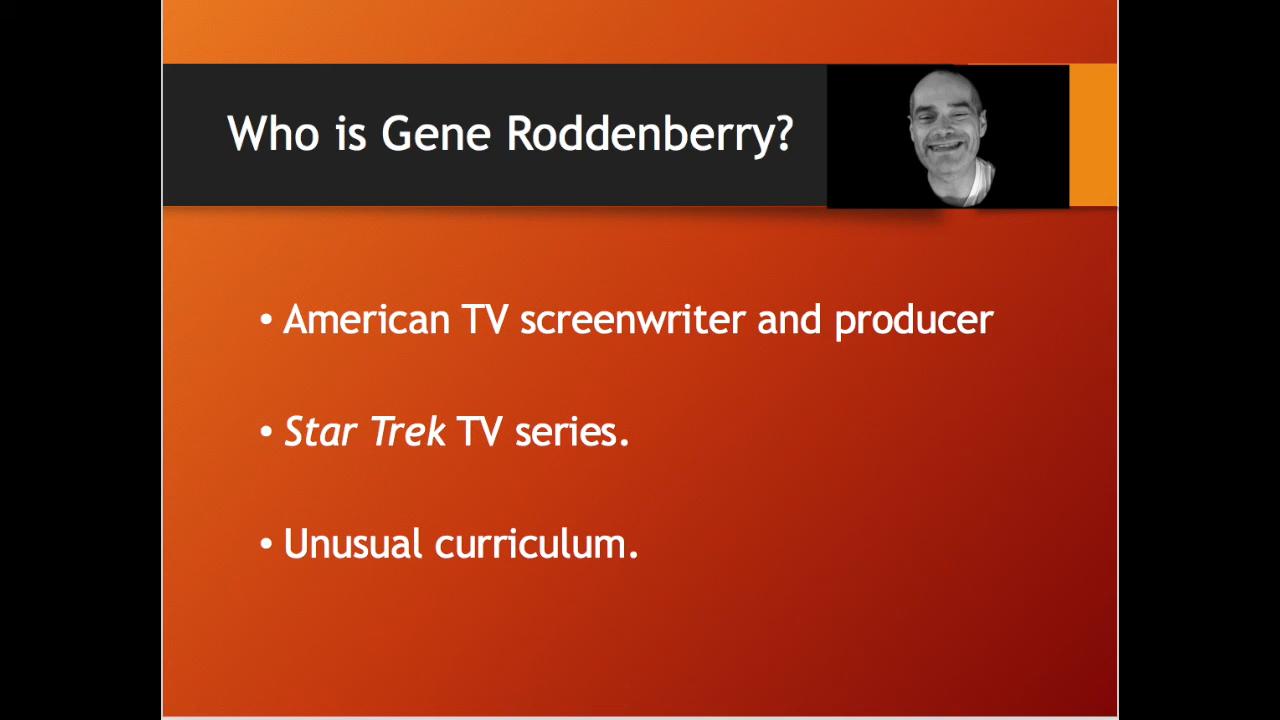 Who is Gene Roddenberry?
• American TV screenwriter and producer
• Star Trek TV series.
• Unusual curriculum.